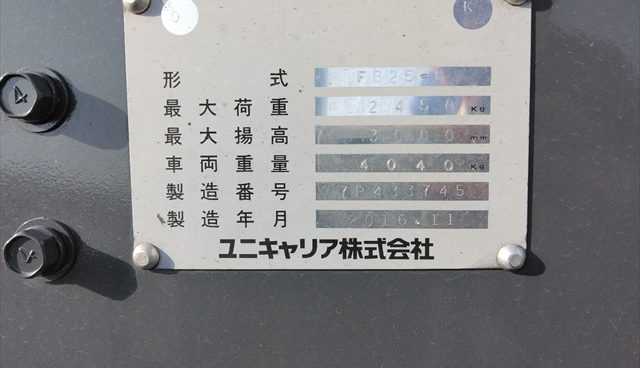 形式 FB25-
最大荷重 2450 Kg
最大揚高 3000 mm
車両重量 4040 Kg
製造番号 7P433745
製造年月 2016.11
ユニキャリア株式会社